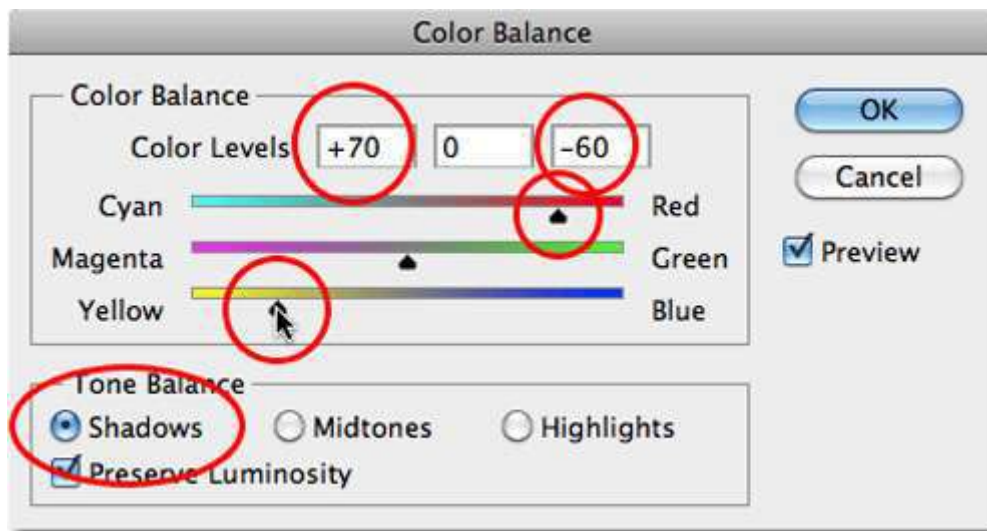 Color Balance
Color Balance
Color Levels: +70 0 -60
OK
Cancel
Cyan Red
Magenta Green
Preview
Yellow Blue
Tone Balance
Shadows Midtones Highlights
Preserve Luminosity